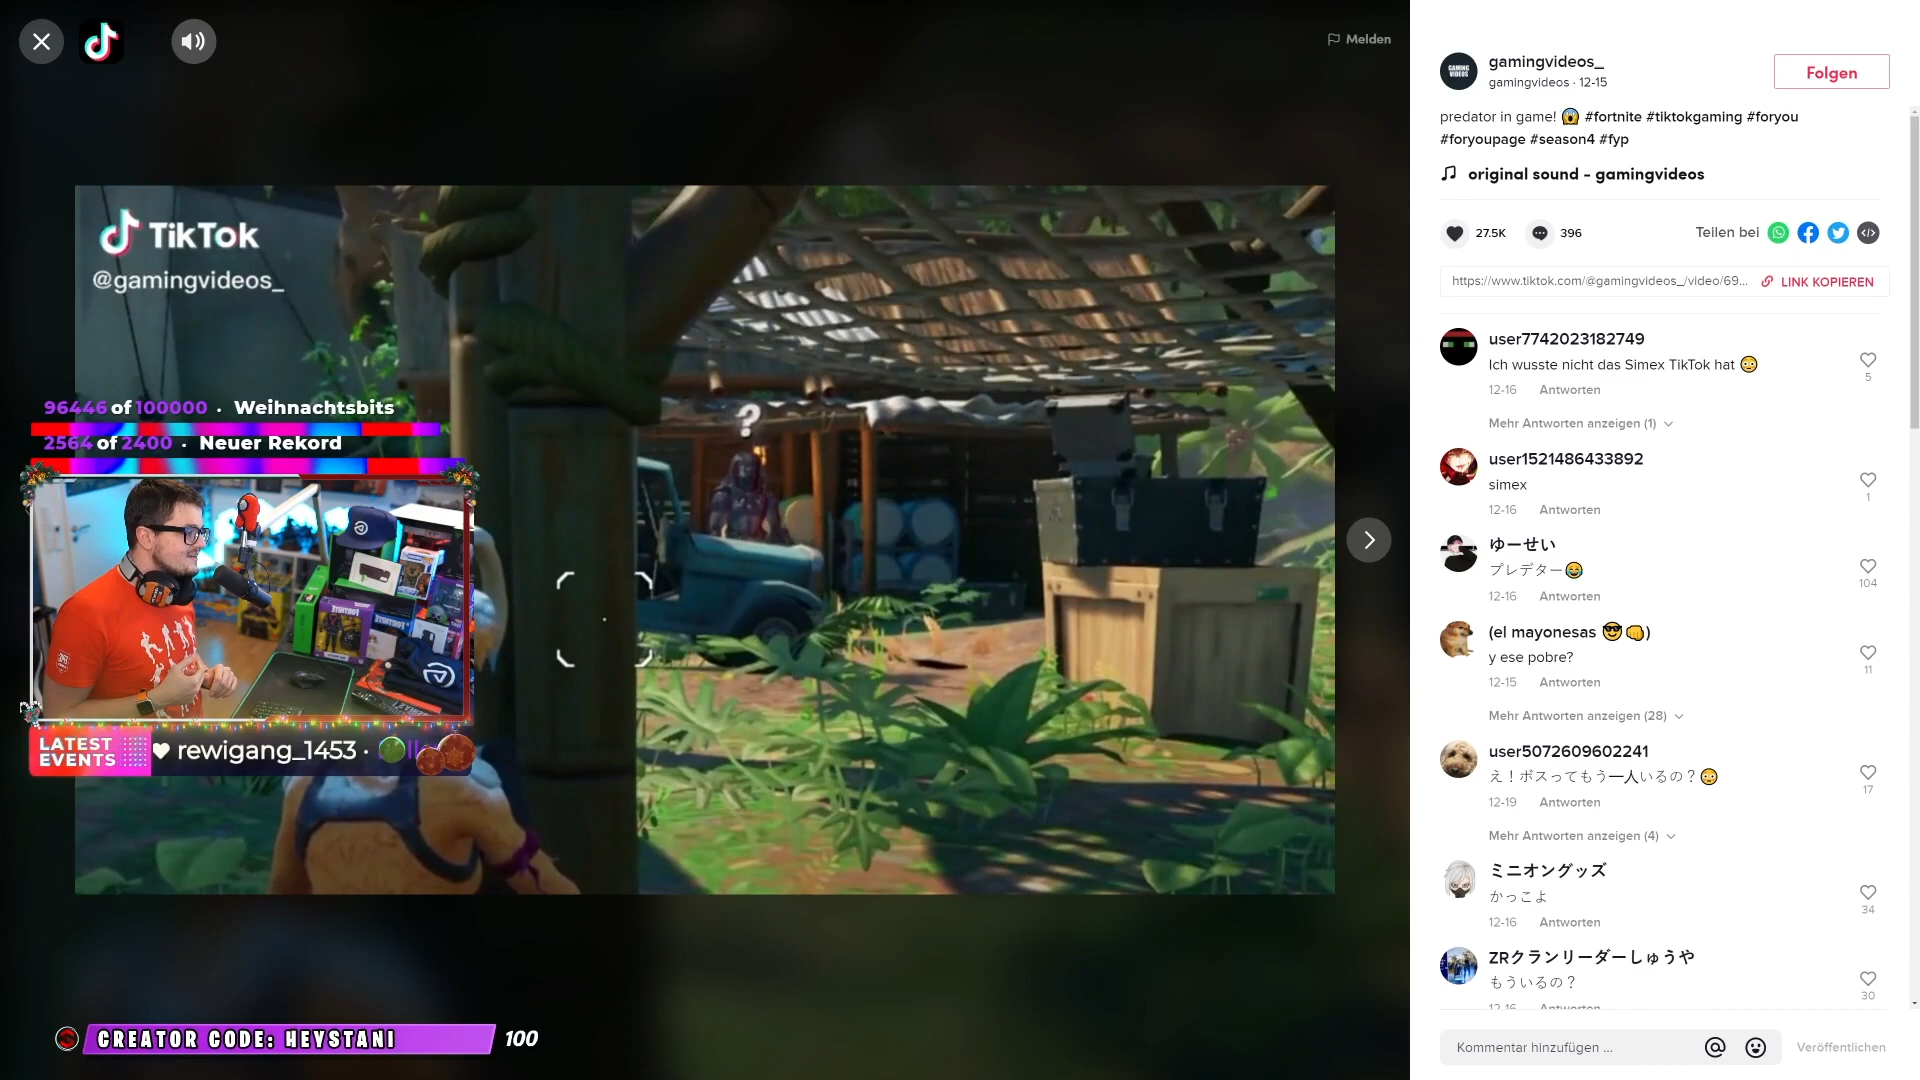 Melden
TikTok
@gamingvideos_
96446 of 100000 · Weihnachtsbits
2564 of 2400 · Neuer Rekord
?
LATEST EVENTS
rewigang_1453 ·
CREATOR CODE: HEYSTANI
100
GAMING VIDEOS
gamingvideos_
gamingvideos · 12-15
Folgen
predator in game! 😱 #fortnite #tiktokgaming #foryou
#foryoupage #season4 #fyp
original sound - gamingvideos
27.5K
396
Teilen bei
https://www.tiktok.com/@gamingvideos_/video/69...
LINK KOPIEREN
user7742023182749
Ich wusste nicht das Simex TikTok hat 😳
5
12-16 Antworten
Mehr Antworten anzeigen (1)
user1521486433892
simex
1
12-16 Antworten
ゆーせい
プレデター😂
104
12-16 Antworten
(el mayonesas 😎👊)
y ese pobre?
11
12-15 Antworten
Mehr Antworten anzeigen (28)
user5072609602241
え！ボスってもう一人いるの？😳
17
12-19 Antworten
Mehr Antworten anzeigen (4)
ミニオングッズ
かっこよ
34
12-16 Antworten
ZRクランリーダーしゅうや
もういるの？
30
12-16 Antworten
Kommentar hinzufügen ...
Veröffentlichen